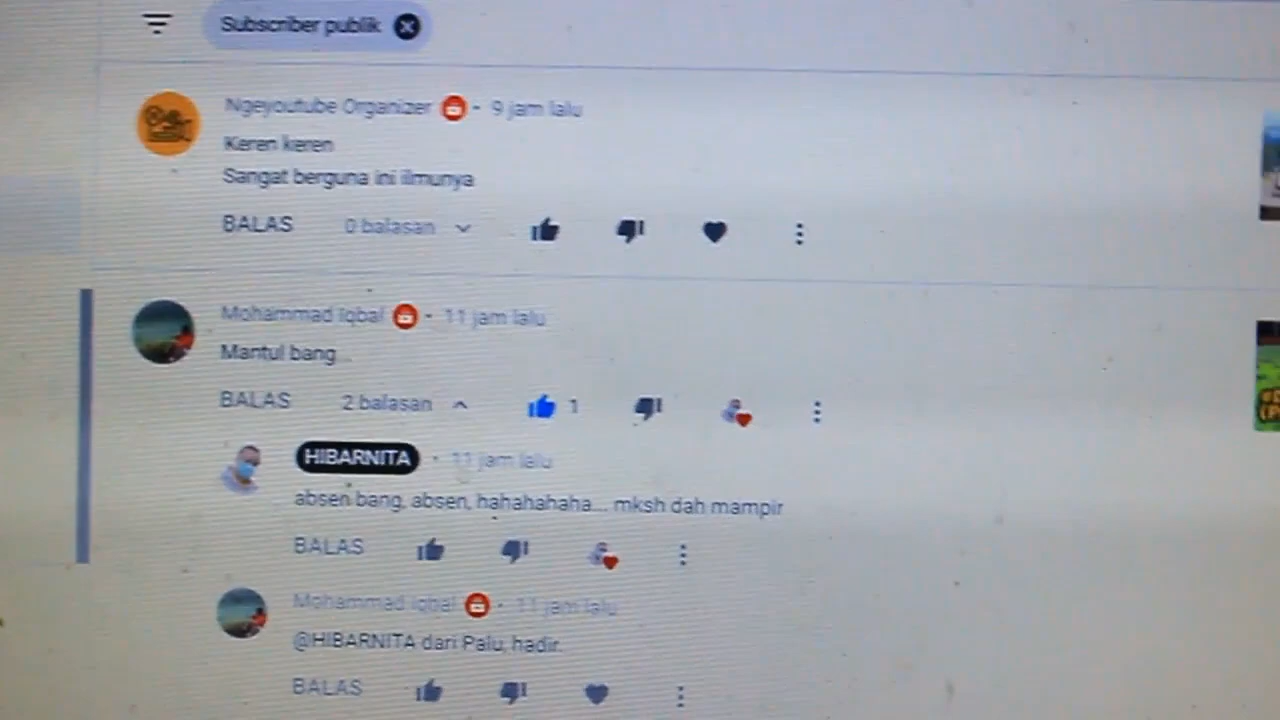 Subscriber publik
Ngeyoutube Organizer • 9 jam lalu
Keren keren
Sangat berguna ini ilmunya
BALAS 0 balasan
Mohammad Iqbal • 11 jam lalu
Mantul bang
BALAS 2 balasan 1
HIBARNITA • 11 jam lalu
absen bang, absen, hahahahaha... mksh dah mampir
BALAS
Mohammad Iqbal • 11 jam lalu
@HIBARNITA dari Palu, hadir.
BALAS